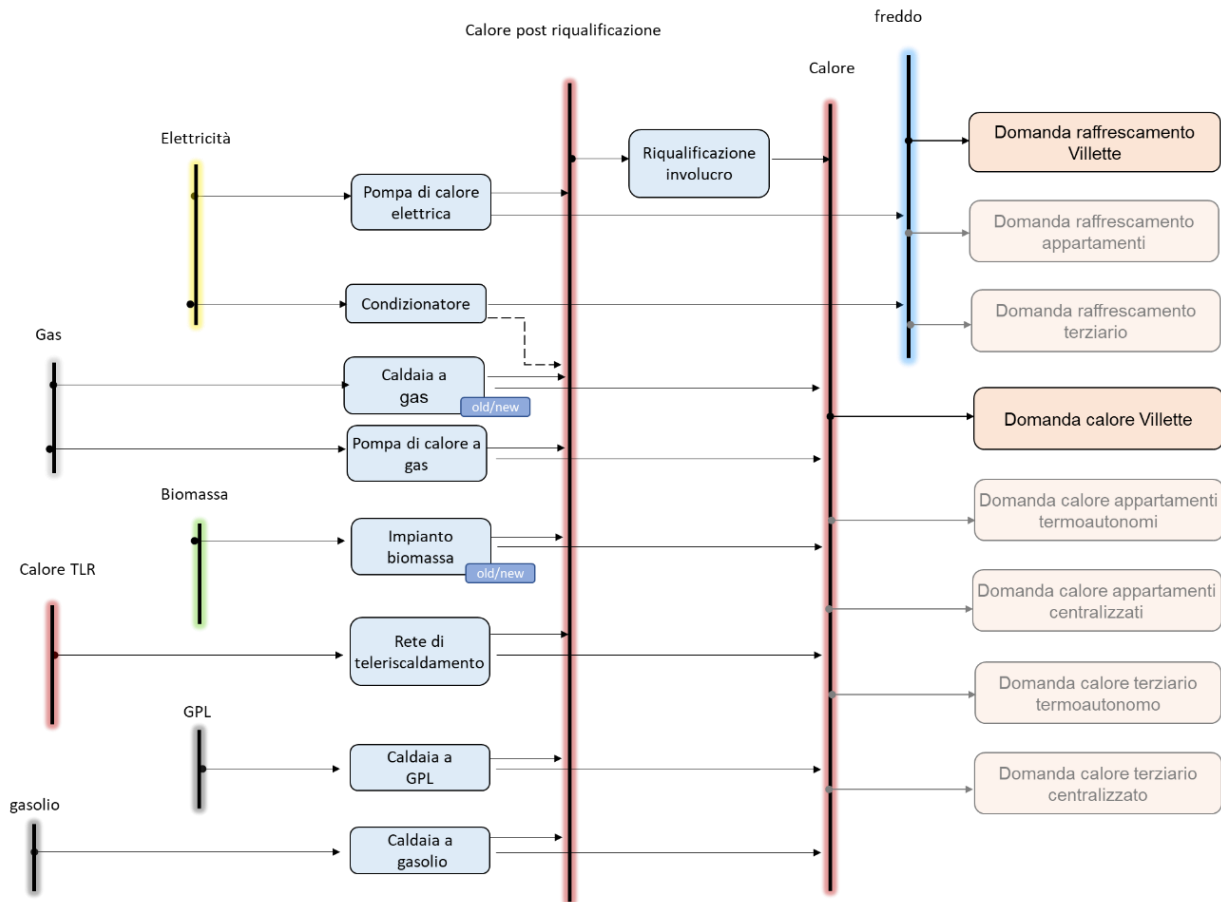 freddo
Calore post riqualificazione
Calore
Elettricità
Domanda raffrescamento
Villette
Riqualificazione
involucro
Pompa di calore
elettrica
Domanda raffrescamento
appartamenti
Condizionatore
Domanda raffrescamento
terziario
Gas
Caldaia a
gas
old/new
Domanda calore Villette
Pompa di calore a
gas
Biomassa
Domanda calore appartamenti
termoautonomi
Impianto
biomassa
old/new
Calore TLR
Domanda calore appartamenti
centralizzati
Rete di
teleriscaldamento
Domanda calore terziario
termoautonomo
GPL
Caldaia a
GPL
Domanda calore terziario
centralizzato
gasolio
Caldaia a
gasolio